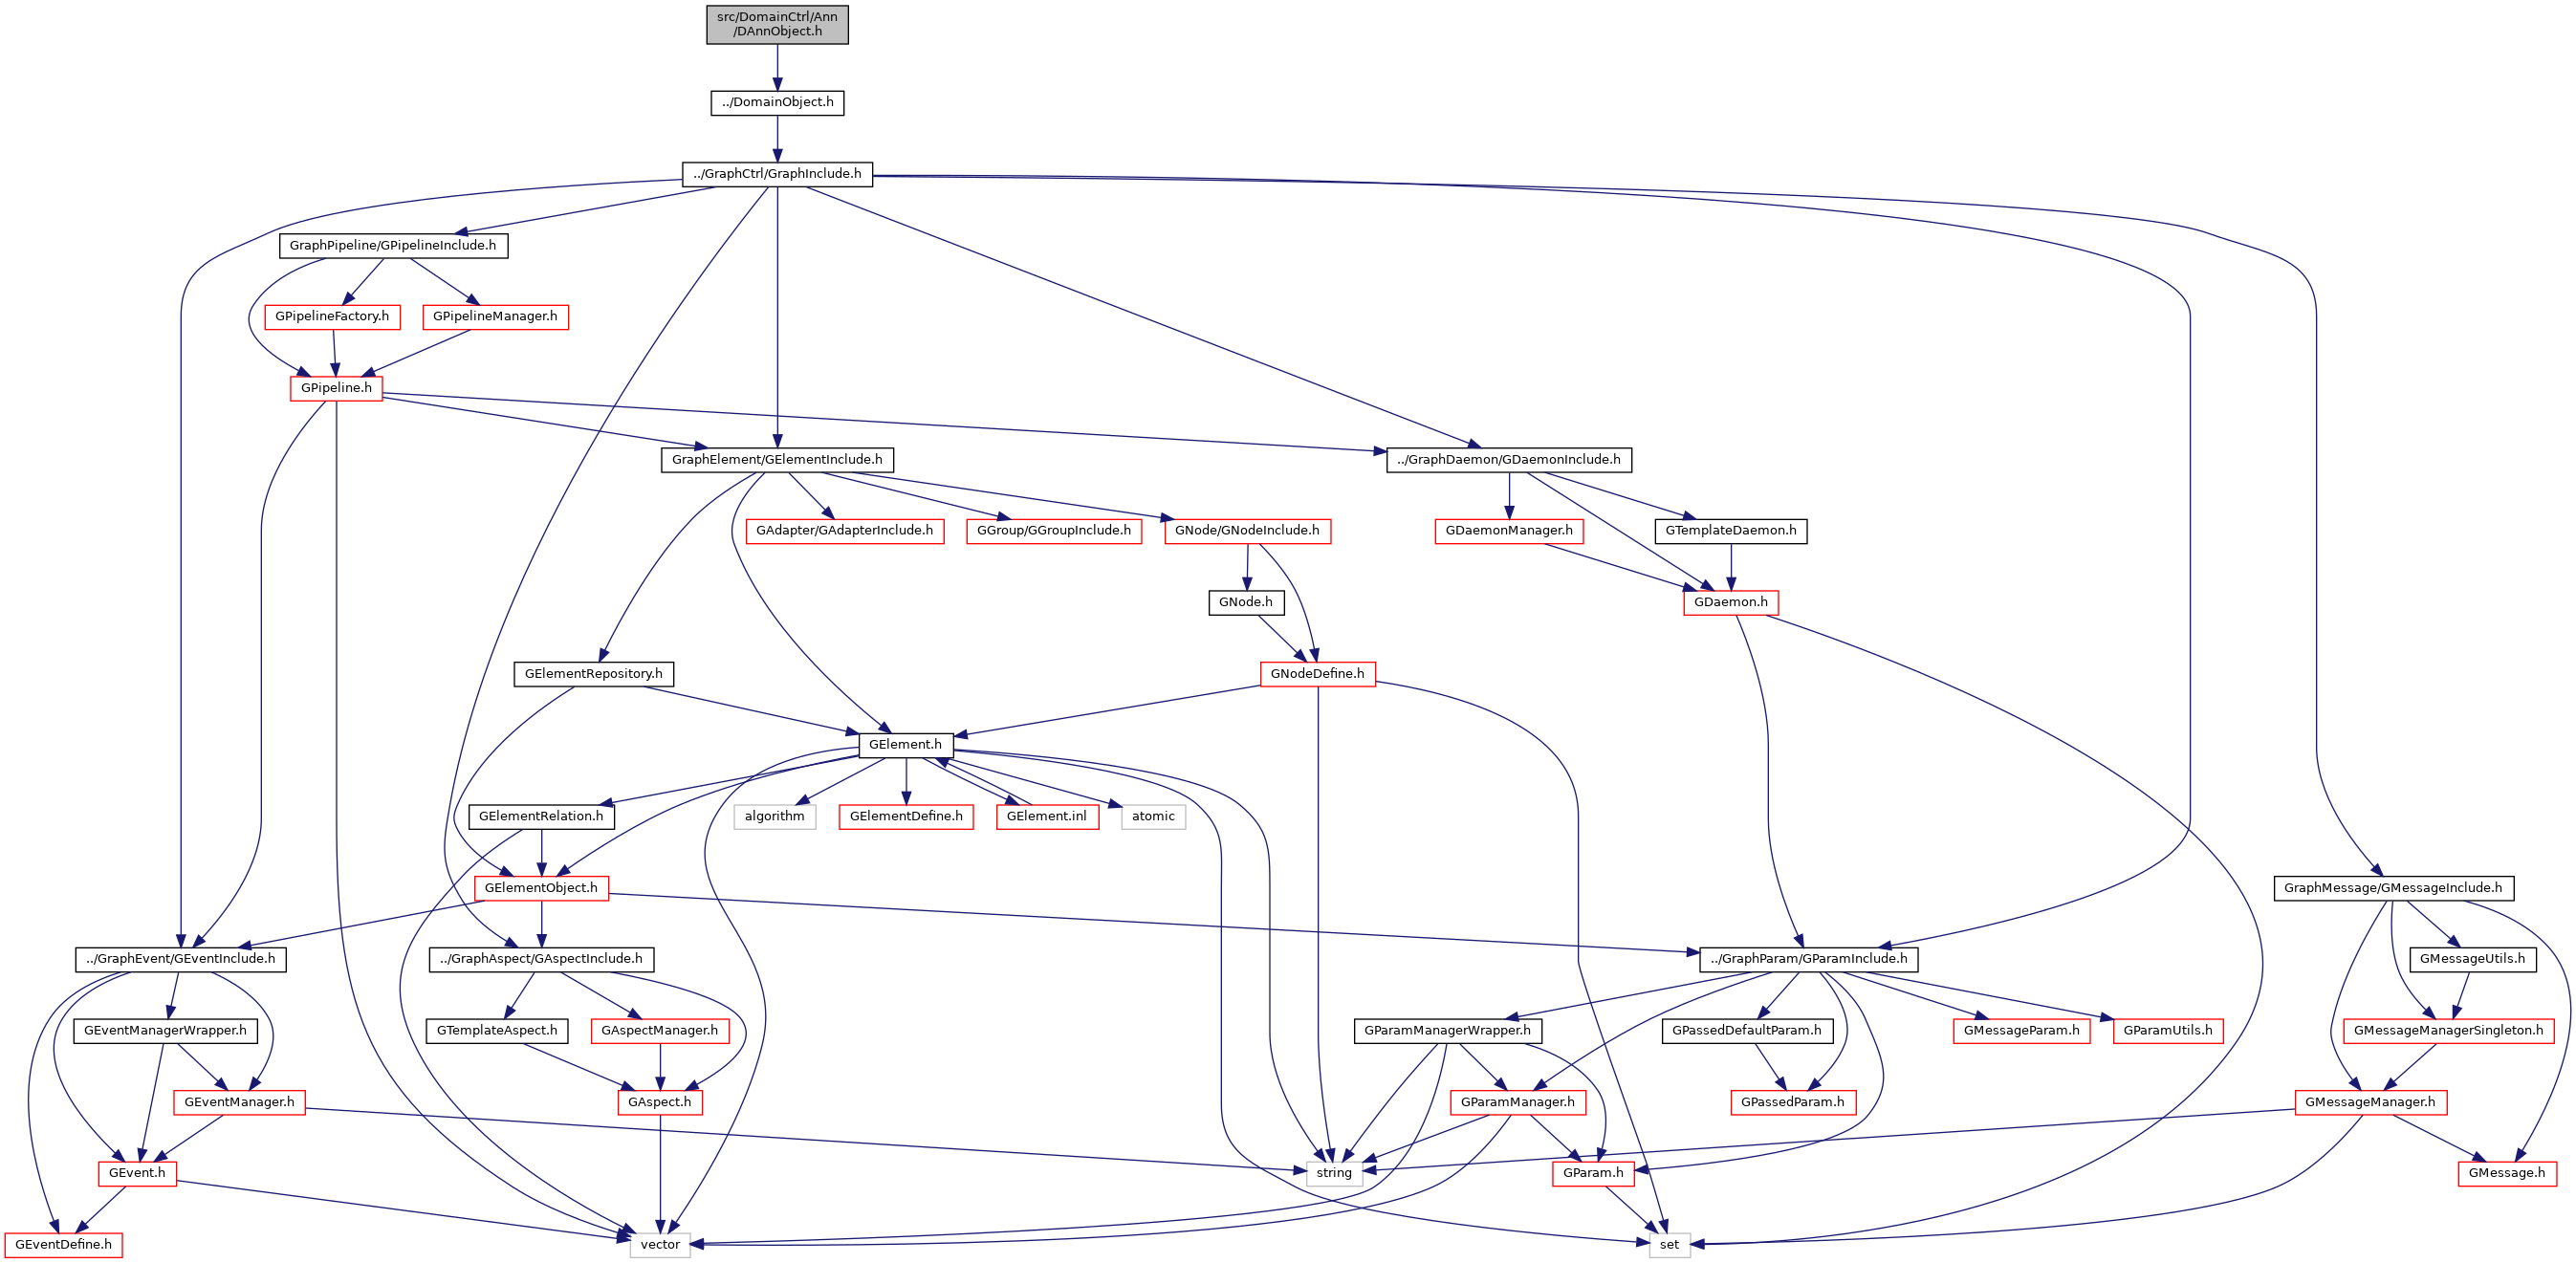 src/DomainCtrl/Ann
/DAnnObject.h
../DomainObject.h
../GraphCtrl/GraphInclude.h
GraphPipeline/GPipelineInclude.h
GPipelineFactory.h
GPipelineManager.h
GPipeline.h
GraphElement/GElementInclude.h
../GraphDaemon/GDaemonInclude.h
GAdapter/GAdapterInclude.h
GGroup/GGroupInclude.h
GNode/GNodeInclude.h
GDaemonManager.h
GTemplateDaemon.h
GNode.h
GDaemon.h
GElementRepository.h
GNodeDefine.h
GElement.h
GElementRelation.h
algorithm
GElementDefine.h
GElement.inl
atomic
GElementObject.h
GraphMessage/GMessageInclude.h
../GraphEvent/GEventInclude.h
../GraphAspect/GAspectInclude.h
../GraphParam/GParamInclude.h
GMessageUtils.h
GEventManagerWrapper.h
GTemplateAspect.h
GAspectManager.h
GParamManagerWrapper.h
GPassedDefaultParam.h
GMessageParam.h
GParamUtils.h
GMessageManagerSingleton.h
GEventManager.h
GAspect.h
GParamManager.h
GPassedParam.h
GMessageManager.h
GEvent.h
string
GParam.h
GMessage.h
GEventDefine.h
vector
set